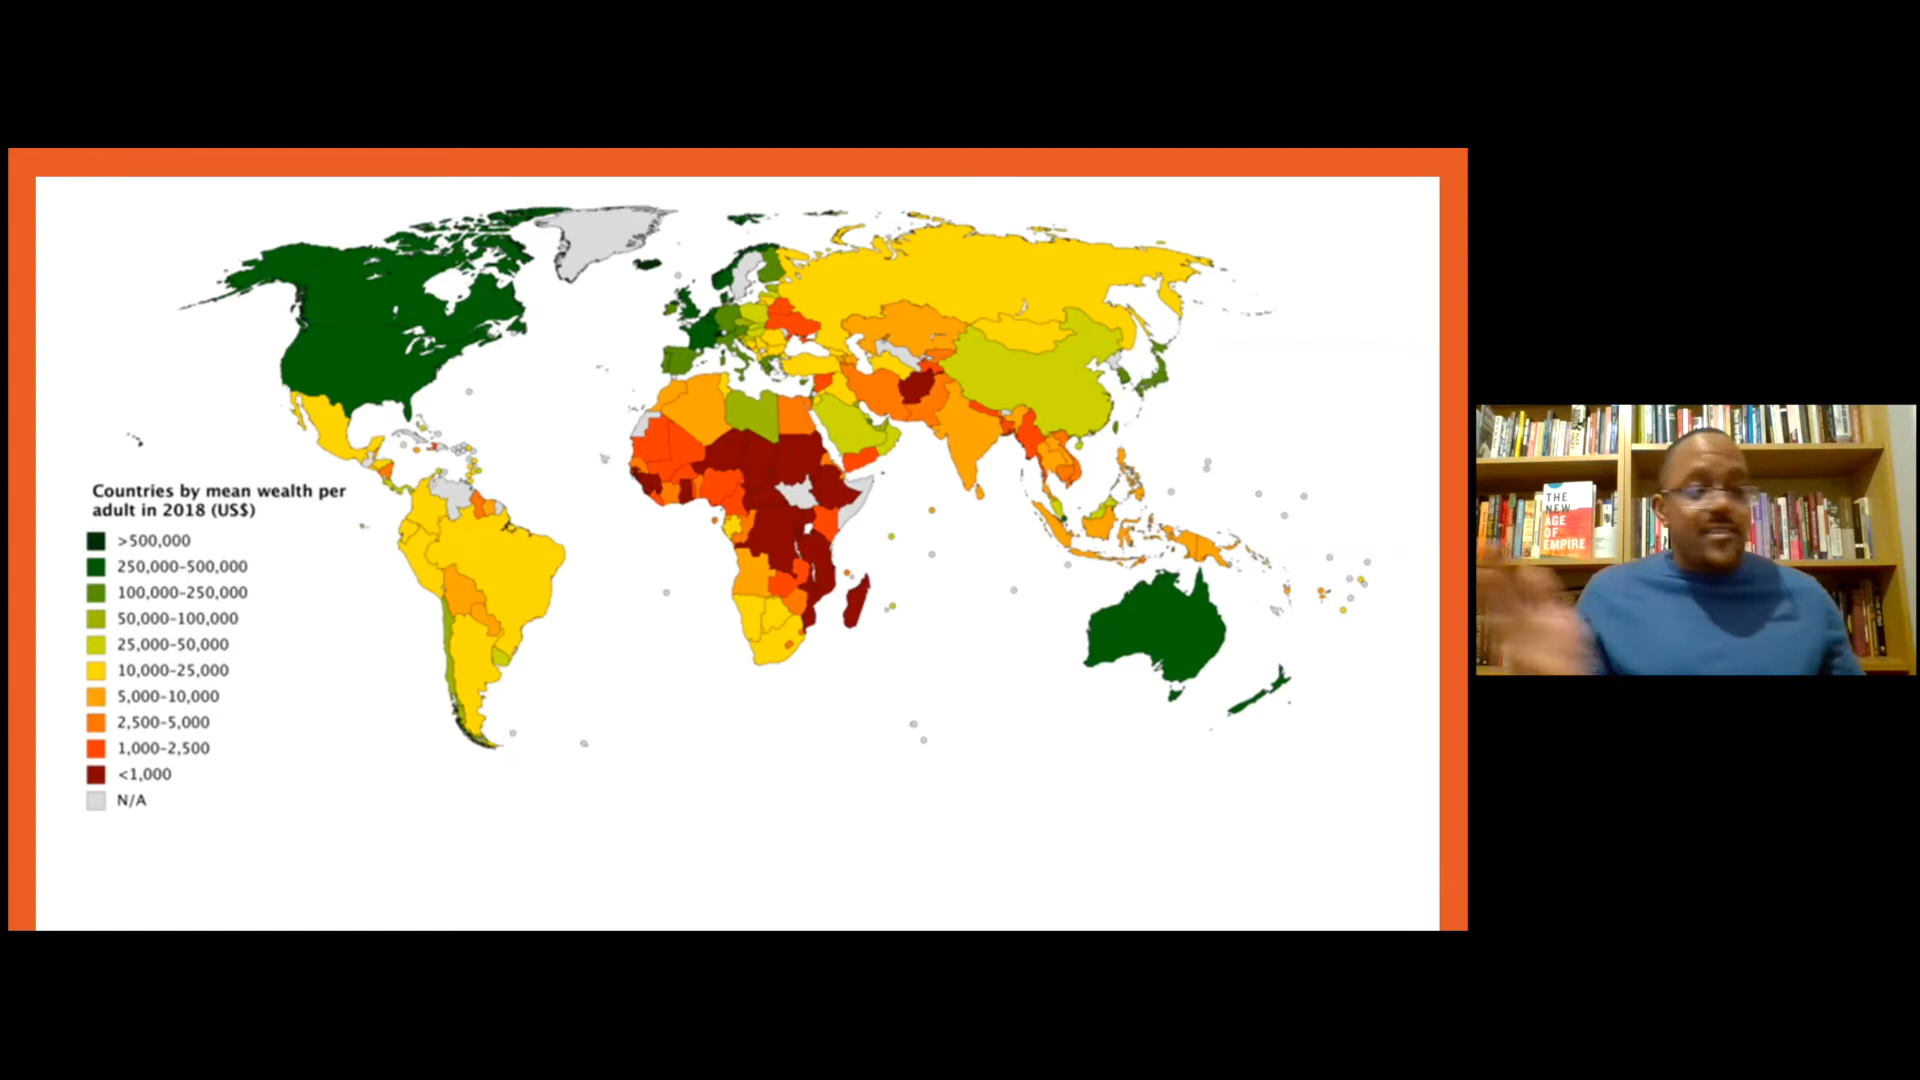 Countries by mean wealth per
adult in 2018 (US$)
>500,000
250,000–500,000
100,000–250,000
50,000–100,000
25,000–50,000
10,000–25,000
5,000–10,000
2,500–5,000
1,000–2,500
<1,000
N/A
THE
NEW
AGE
OF
EMPIRE